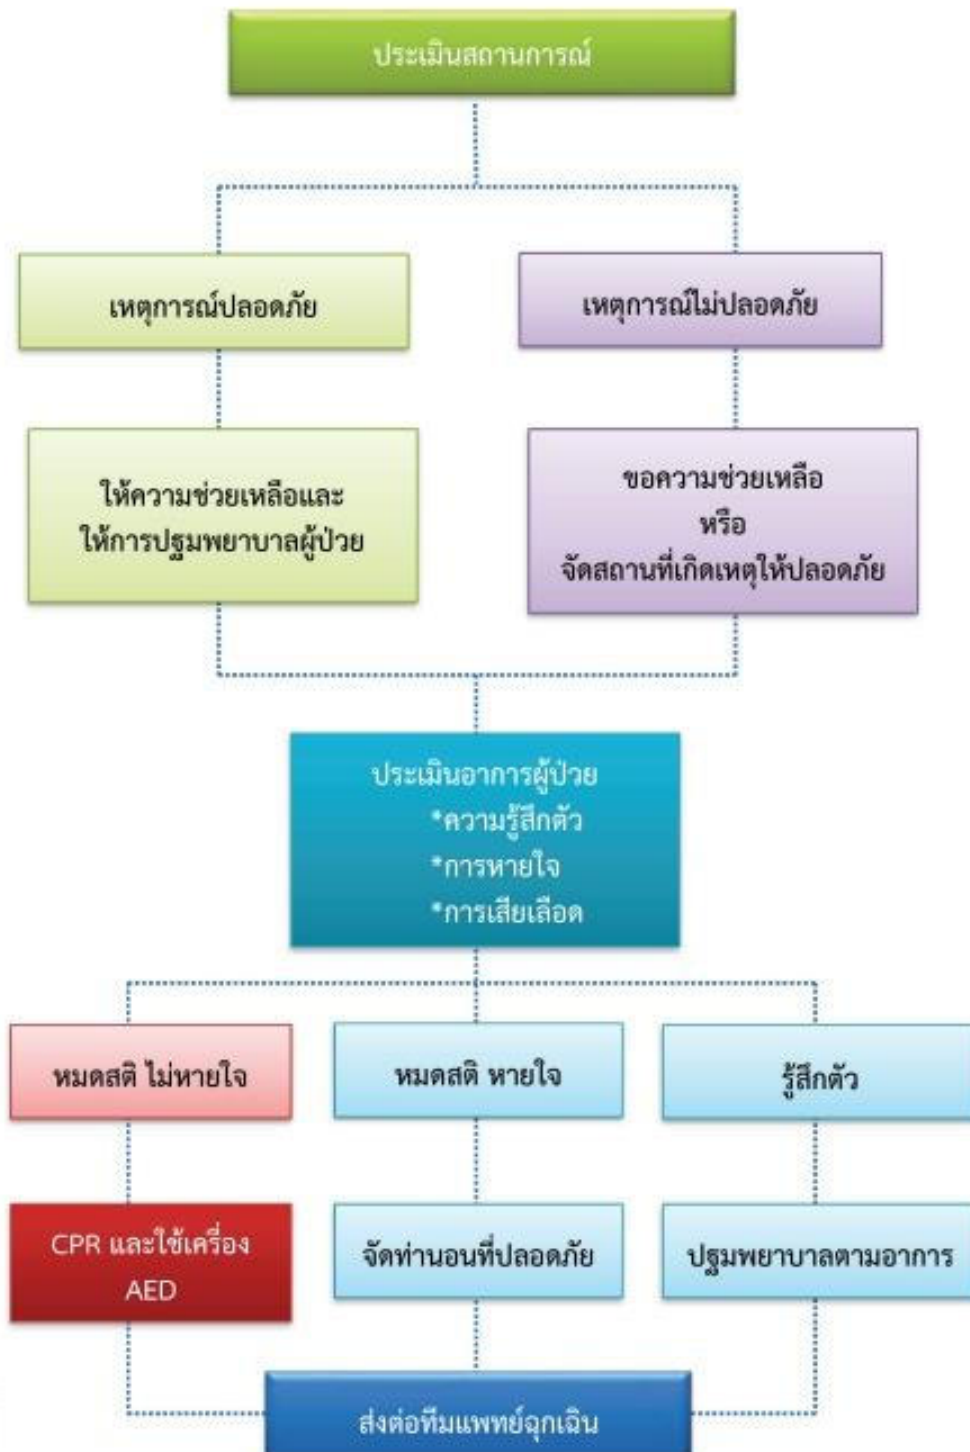 ประเมินสถานการณ์
เหตุการณ์ปลอดภัย
เหตุการณ์ไม่ปลอดภัย
ให้ความช่วยเหลือและ
ให้การปฐมพยาบาลผู้ป่วย
ขอความช่วยเหลือ
หรือ
จัดสถานที่เกิดเหตุให้ปลอดภัย
ประเมินอาการผู้ป่วย
*ความรู้สึกตัว
*การหายใจ
*การเสียเลือด
หมดสติ ไม่หายใจ
หมดสติ หายใจ
รู้สึกตัว
CPR และใช้เครื่อง
AED
จัดท่านอนที่ปลอดภัย
ปฐมพยาบาลตามอาการ
ส่งต่อทีมแพทย์ฉุกเฉิน